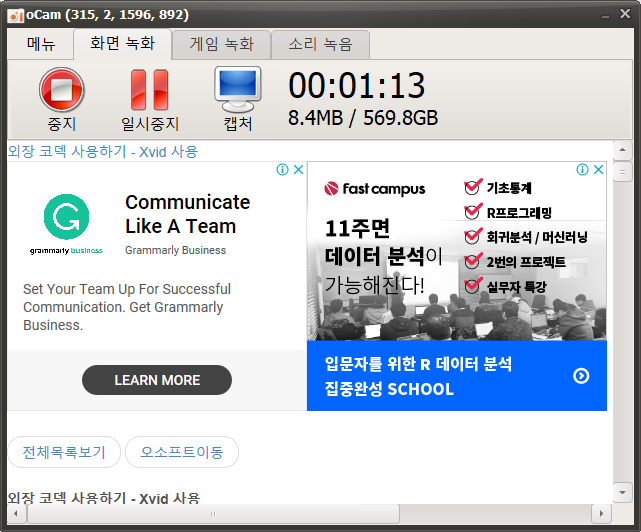 oCam (315, 2, 1596, 892)
메뉴
화면 녹화
게임 녹화
소리 녹음
중지
일시중지
캡처
00:01:13
8.4MB / 569.8GB
외장 코덱 사용하기 - Xvid 사용
grammarly business
Communicate
Like A Team
Grammarly Business
Set Your Team Up For Successful
Communication. Get Grammarly
Business.
LEARN MORE
fast campus
11주면
데이터 분석이
가능해진다!
기초통계
R프로그래밍
회귀분석 / 머신러닝
2번의 프로젝트
실무자 특강
입문자를 위한 R 데이터 분석
집중완성 SCHOOL
전체목록보기
오소프트이동
외장 코덱 사용하기 - Xvid 사용